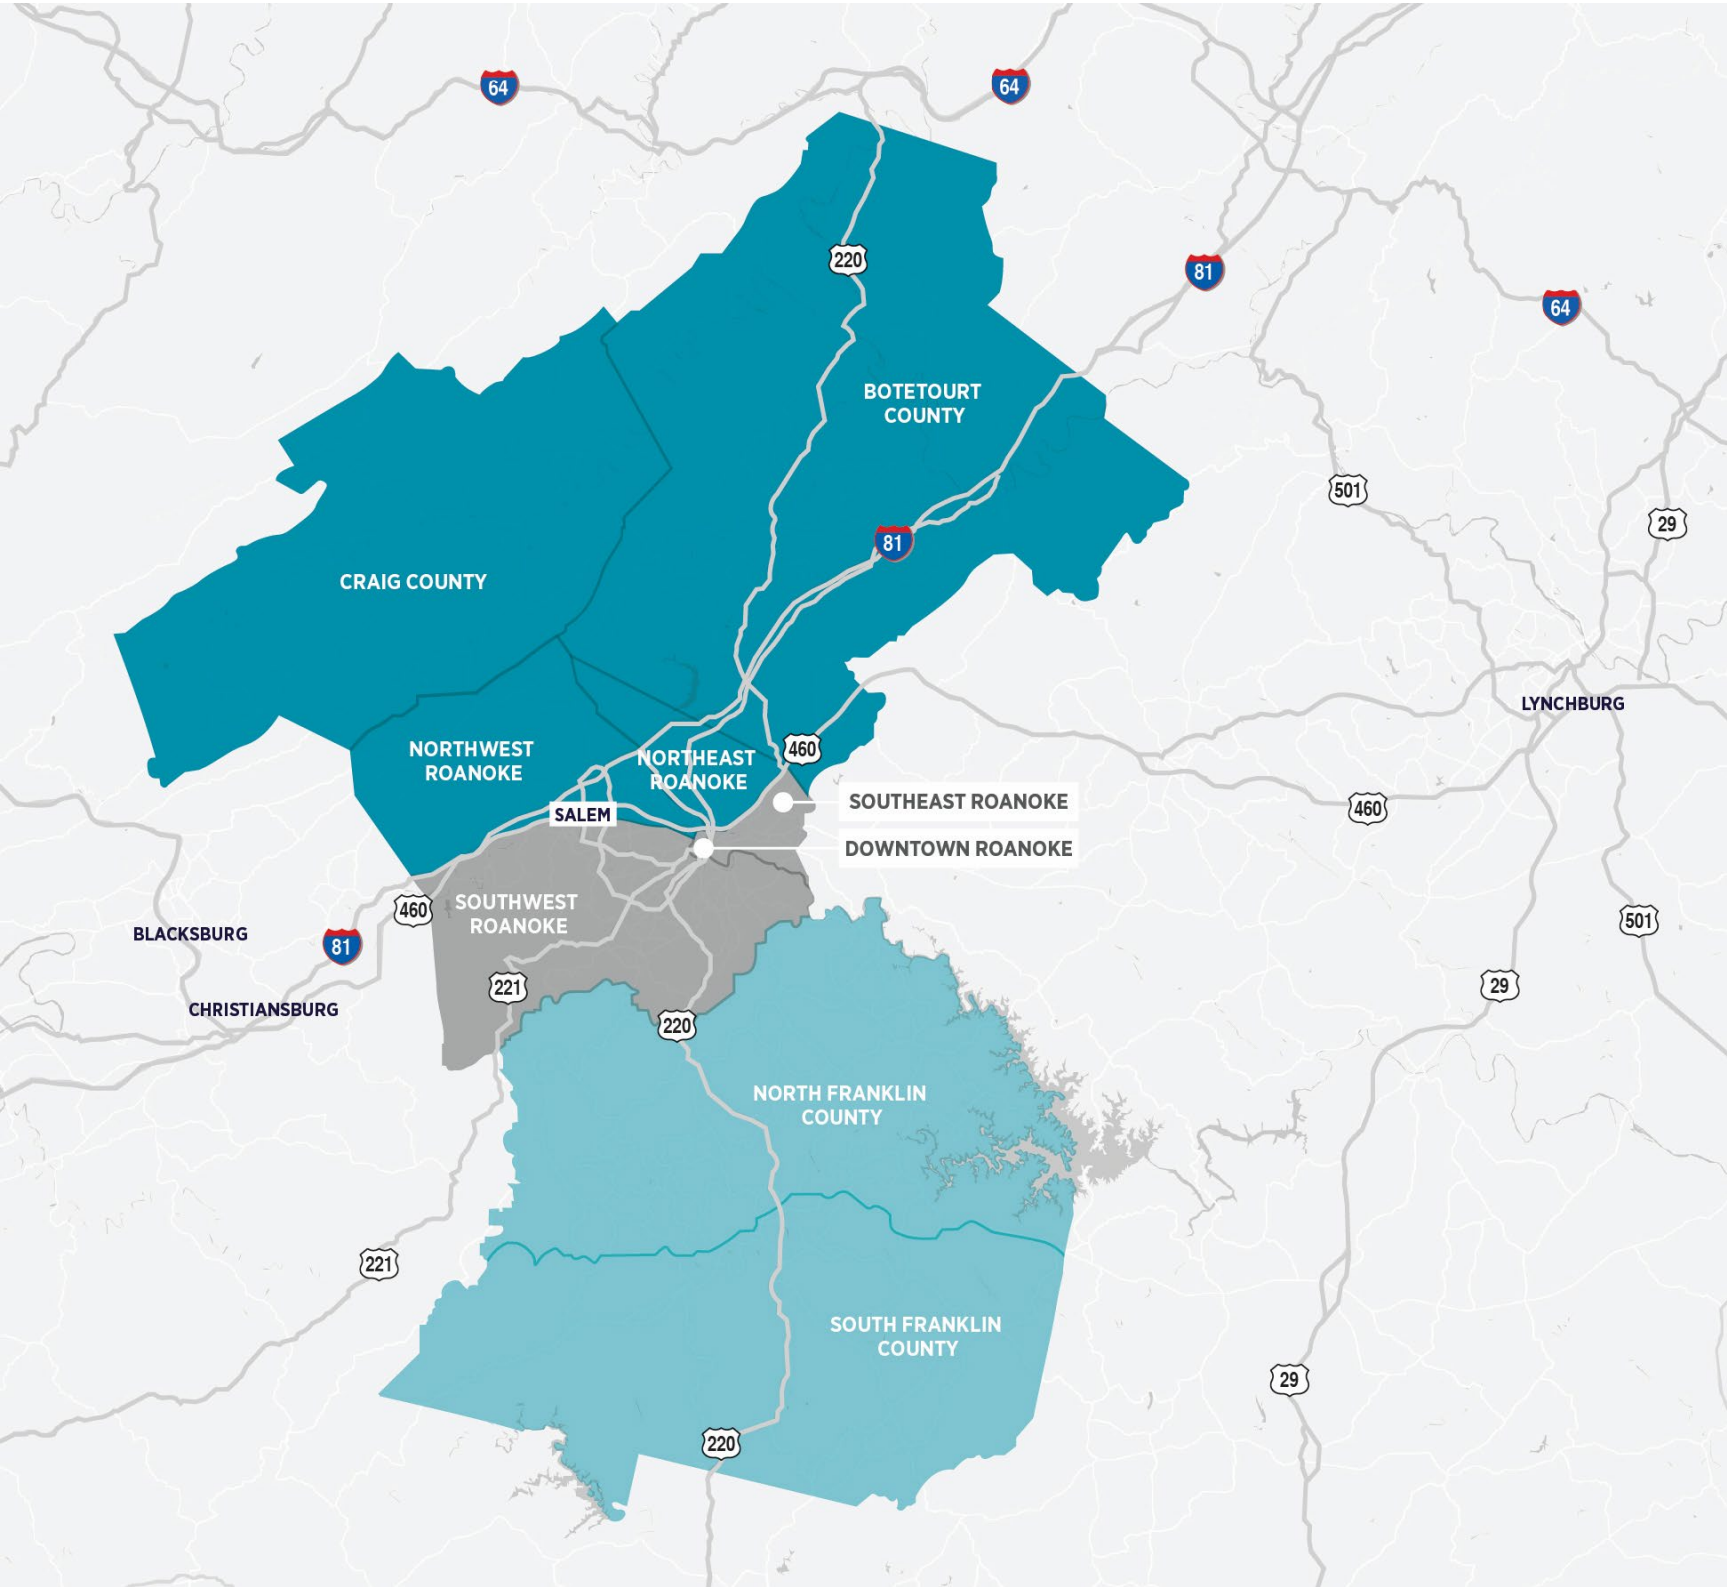 64
64
220
81
64
BOTETOURT
COUNTY
501
29
81
CRAIG COUNTY
LYNCHBURG
NORTHWEST
ROANOKE
NORTHEAST
ROANOKE
460
SALEM
SOUTHEAST ROANOKE
460
DOWNTOWN ROANOKE
SOUTHWEST
ROANOKE
460
501
BLACKSBURG
81
221
29
CHRISTIANSBURG
220
NORTH FRANKLIN
COUNTY
221
SOUTH FRANKLIN
COUNTY
29
220